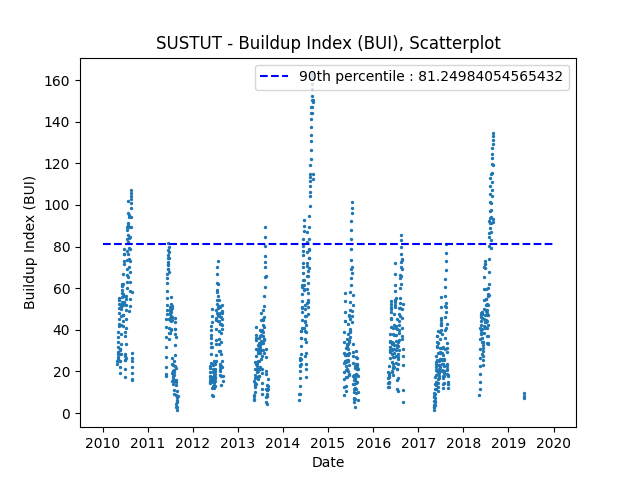 SUSTUT - Buildup Index (BUI), Scatterplot
90th percentile : 81.24984054565432
Buildup Index (BUI)
160
140
120
100
80
60
40
20
0
2010 2011 2012 2013 2014 2015 2016 2017 2018 2019 2020
Date